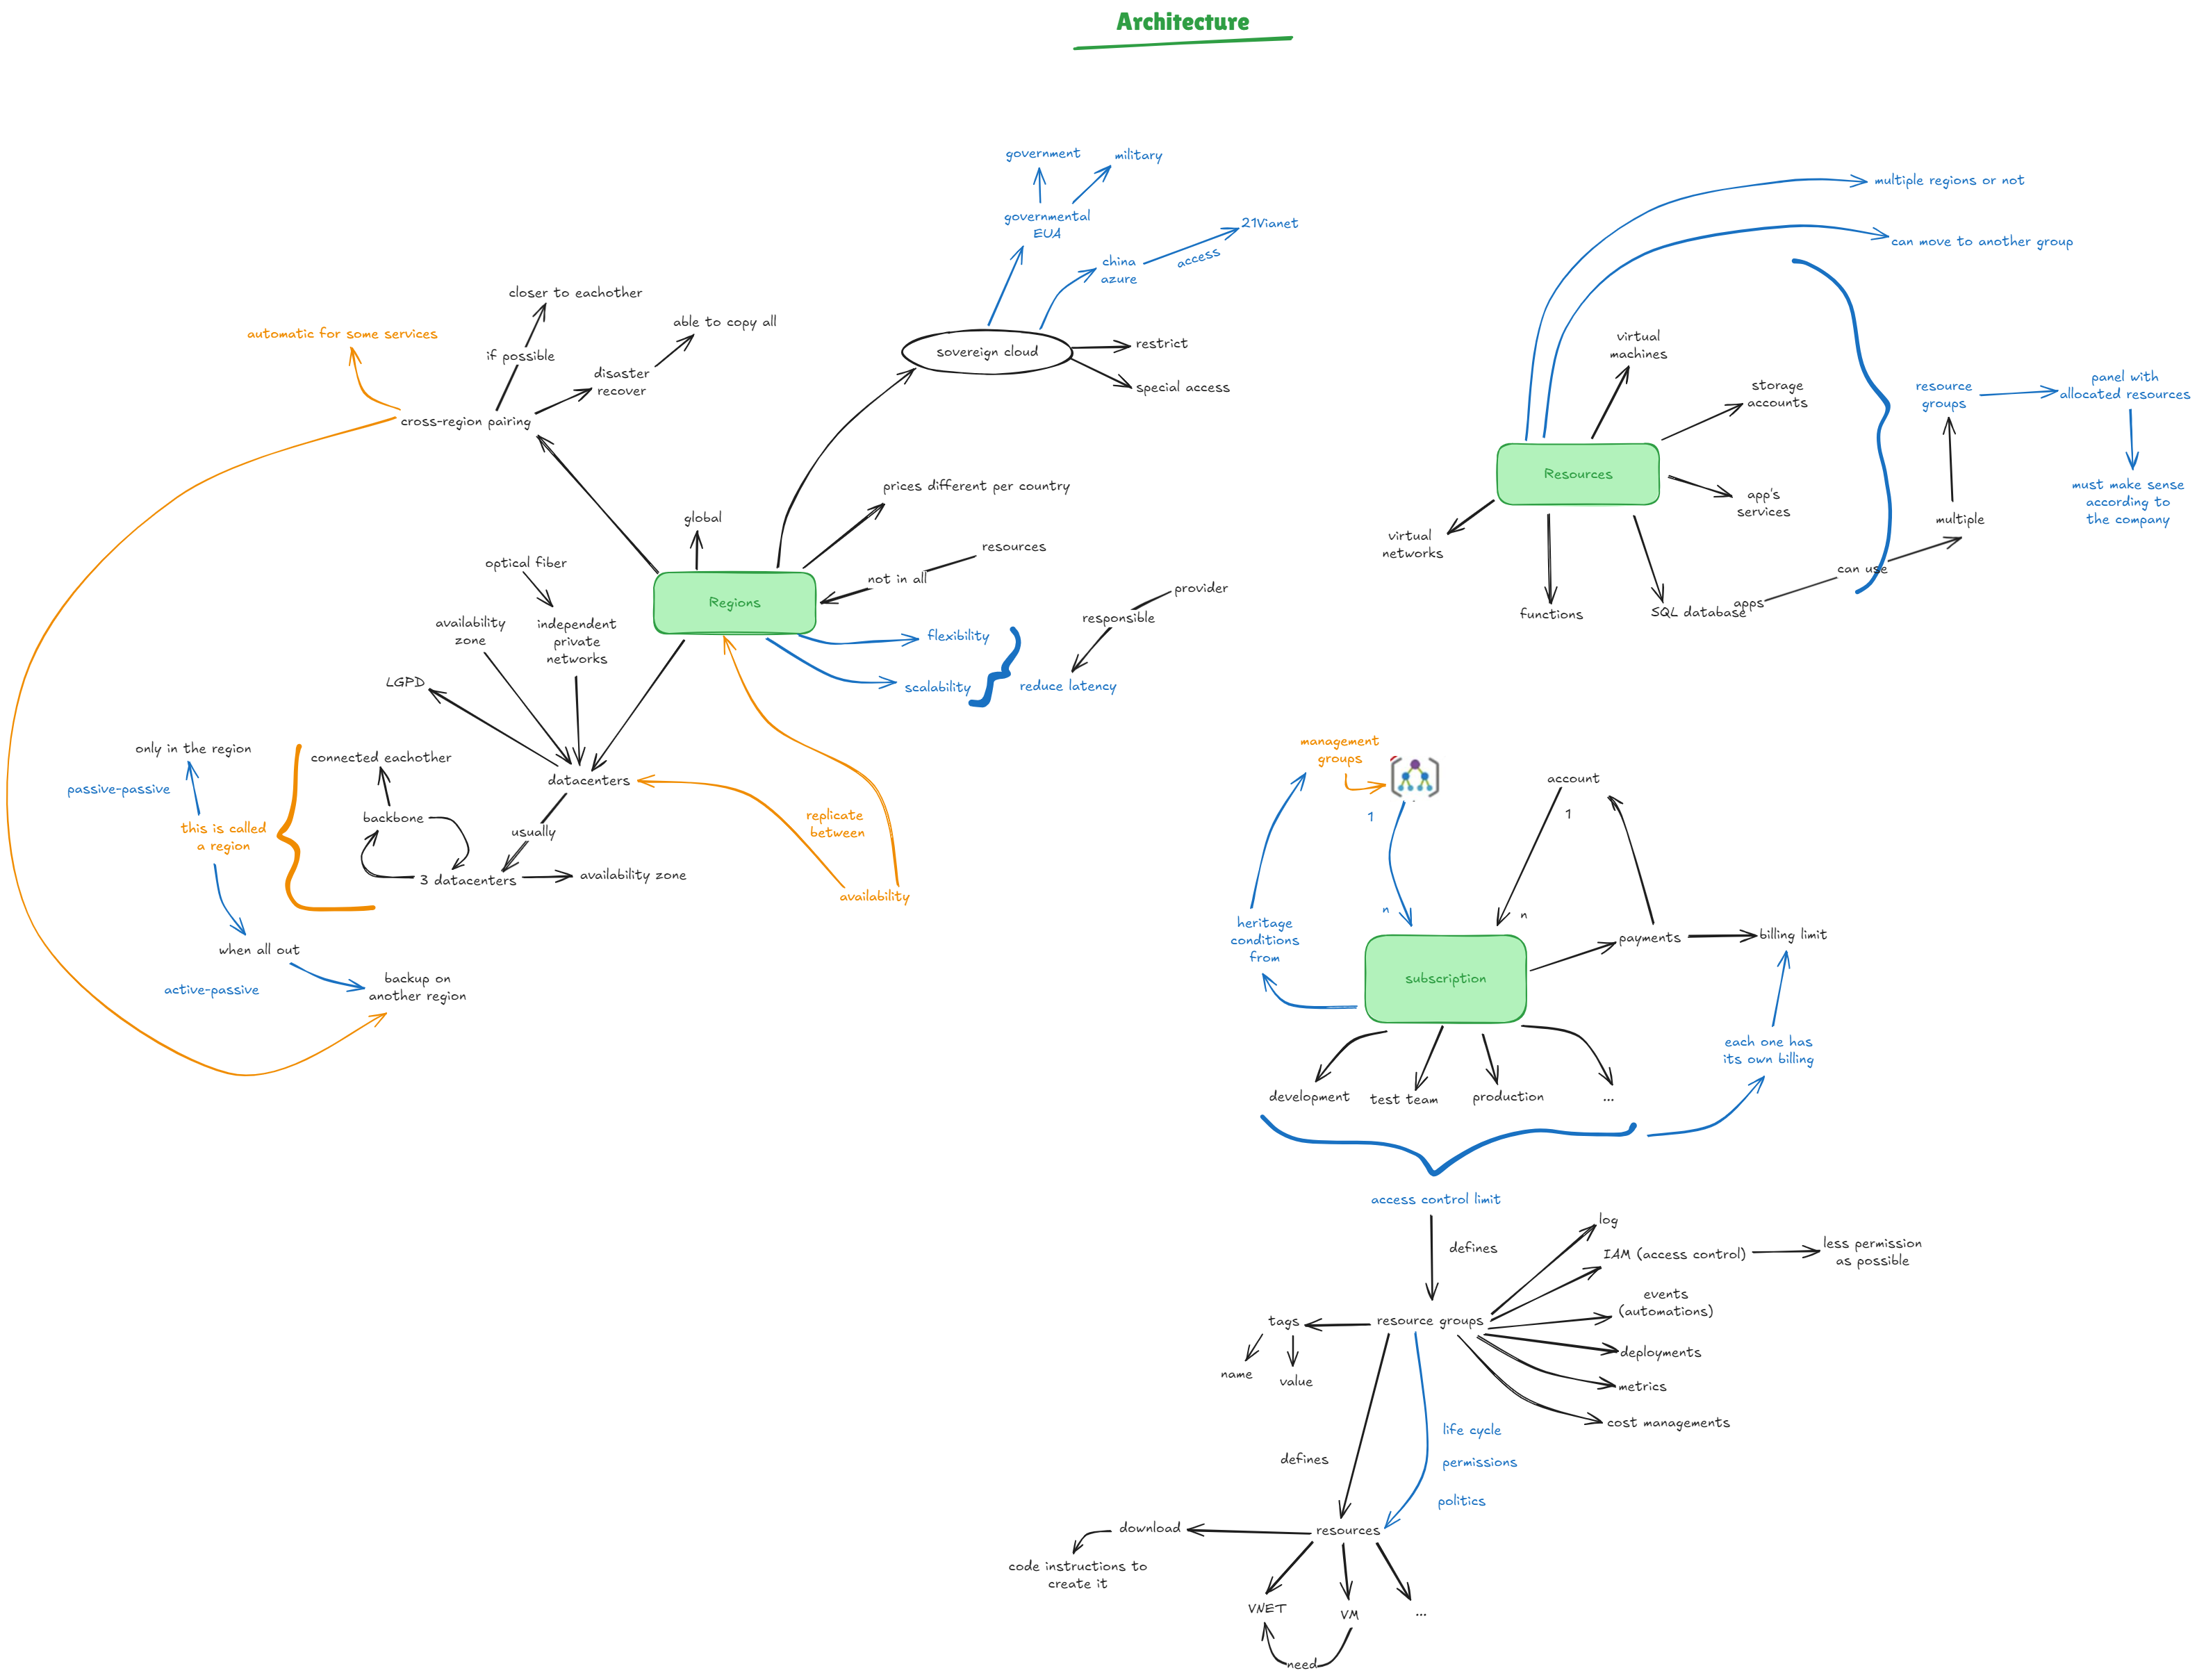 Architecture
government
military
governmental
EUA
21Vianet
access
china
azure
sovereign cloud
restrict
special access
closer to eachother
able to copy all
automatic for some services
if possible
disaster
recover
cross-region pairing
prices different per country
global
resources
not in all
optical fiber
Regions
provider
responsible
availability
zone
independent
private
networks
flexibility
scalability
reduce latency
LGPD
only in the region
connected eachother
passive-passive
datacenters
backbone
this is called
a region
usually
replicate
between
3 datacenters
availability zone
availability
when all out
active-passive
backup on
another region
multiple regions or not
can move to another group
virtual
machines
storage
accounts
resource
groups
panel with
allocated resources
Resources
app's
services
must make sense
according to
the company
multiple
virtual
networks
can use
functions
SQL database
apps
management
groups
account
1
1
n
n
heritage
conditions
from
payments
billing limit
subscription
each one has
its own billing
development
test team
production
...
access control limit
defines
log
IAM (access control)
less permission
as possible
events
(automations)
tags
resource groups
deployments
name
value
metrics
cost managements
life cycle
defines
permissions
politics
download
resources
code instructions to
create it
VNET
VM
...
need